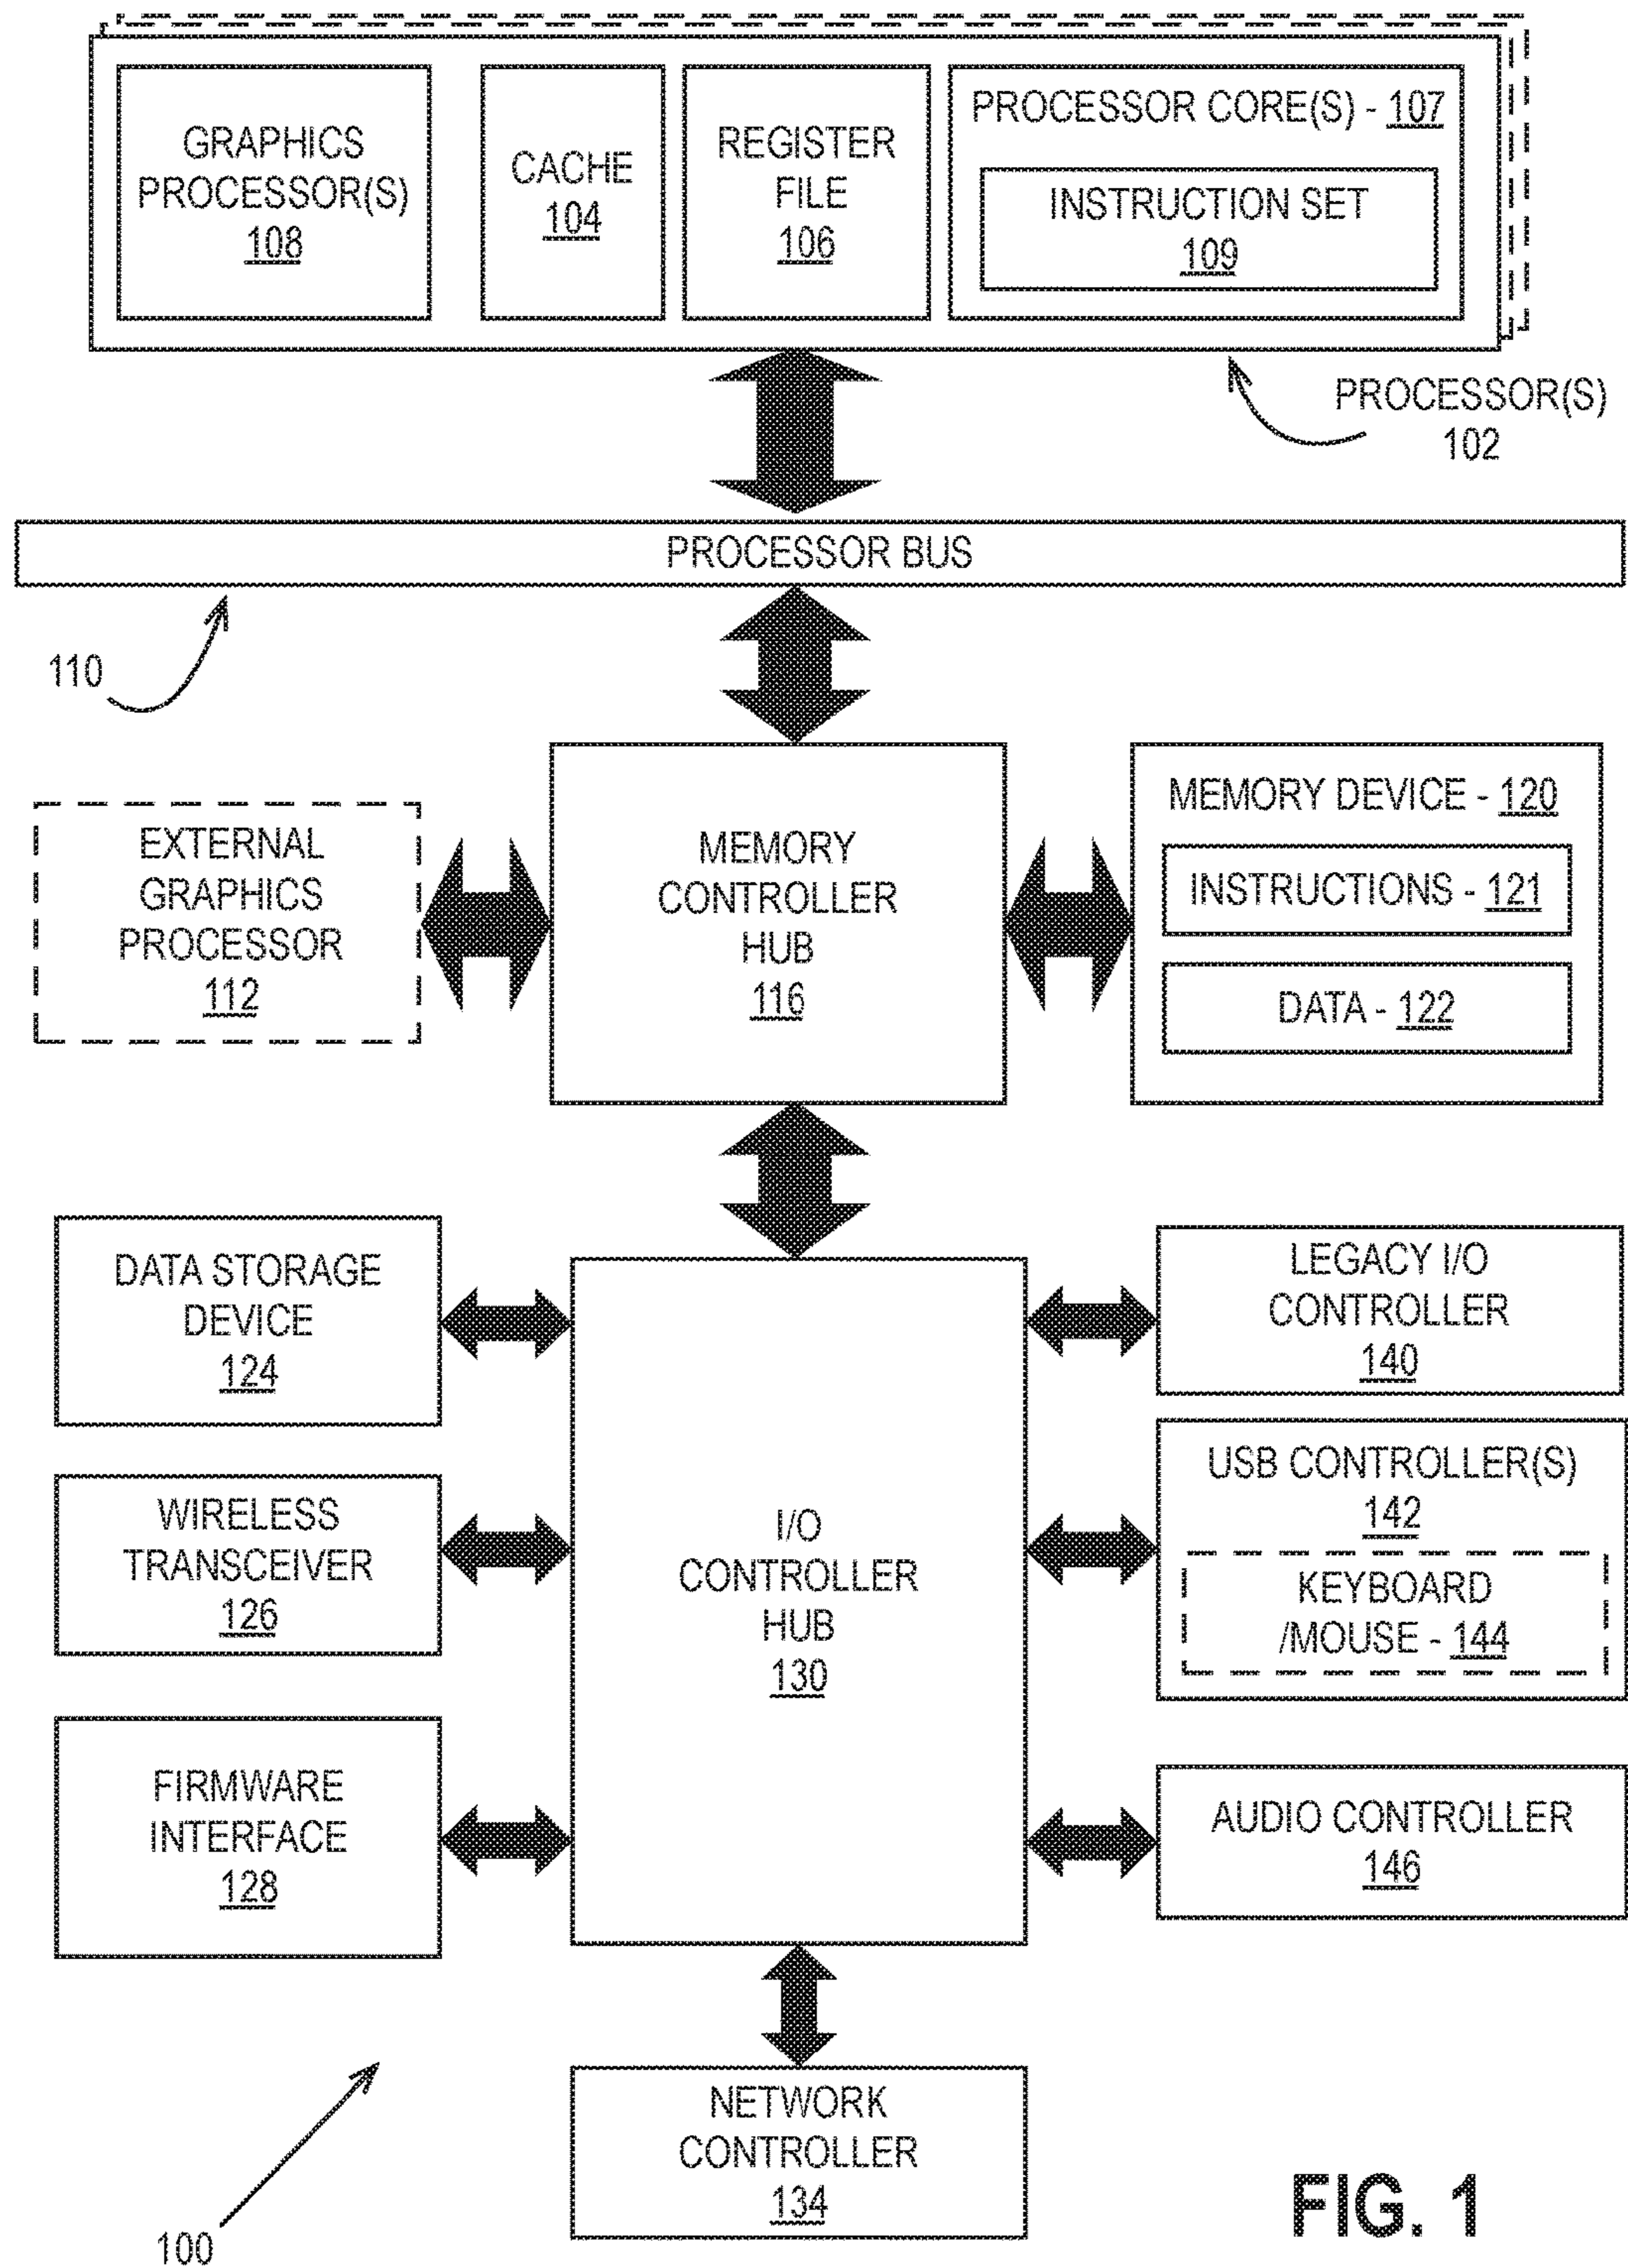 GRAPHICS
PROCESSOR(S)
108
CACHE
104
REGISTER
FILE
106
PROCESSOR CORE(S) - 107
INSTRUCTION SET
109
PROCESSOR(S)
102
PROCESSOR BUS
110
EXTERNAL
GRAPHICS
PROCESSOR
112
MEMORY
CONTROLLER
HUB
116
MEMORY DEVICE - 120
INSTRUCTIONS - 121
DATA - 122
DATA STORAGE
DEVICE
124
WIRELESS
TRANSCEIVER
126
FIRMWARE
INTERFACE
128
I/O
CONTROLLER
HUB
130
LEGACY I/O
CONTROLLER
140
USB CONTROLLER(S)
142
KEYBOARD
/MOUSE - 144
AUDIO CONTROLLER
146
NETWORK
CONTROLLER
134
100
FIG. 1